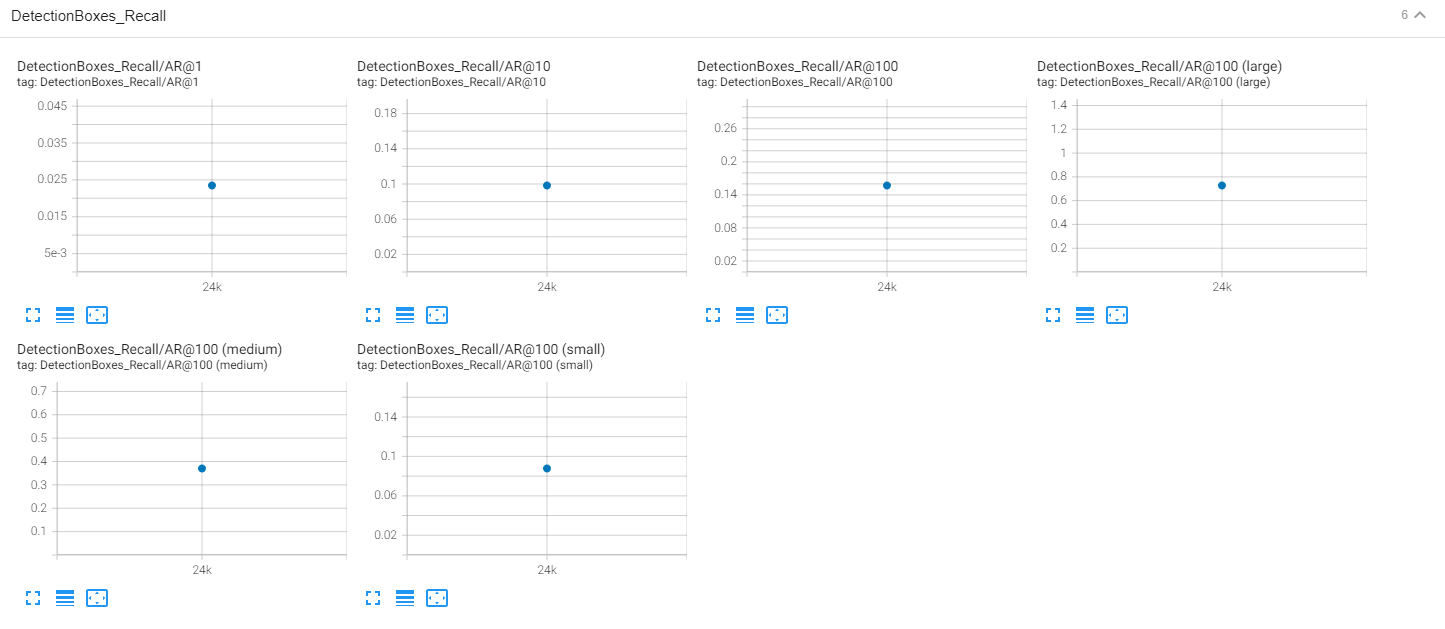 DetectionBoxes_Recall
6
DetectionBoxes_Recall/AR@1
tag: DetectionBoxes_Recall/AR@1
0.045
0.035
0.025
0.015
5e-3
24k
DetectionBoxes_Recall/AR@10
tag: DetectionBoxes_Recall/AR@10
0.18
0.14
0.1
0.06
0.02
24k
DetectionBoxes_Recall/AR@100
tag: DetectionBoxes_Recall/AR@100
0.26
0.2
0.14
0.08
0.02
24k
DetectionBoxes_Recall/AR@100 (large)
tag: DetectionBoxes_Recall/AR@100 (large)
1.4
1.2
1
0.8
0.6
0.4
0.2
24k
DetectionBoxes_Recall/AR@100 (medium)
tag: DetectionBoxes_Recall/AR@100 (medium)
0.7
0.6
0.5
0.4
0.3
0.2
0.1
24k
DetectionBoxes_Recall/AR@100 (small)
tag: DetectionBoxes_Recall/AR@100 (small)
0.14
0.1
0.06
0.02
24k